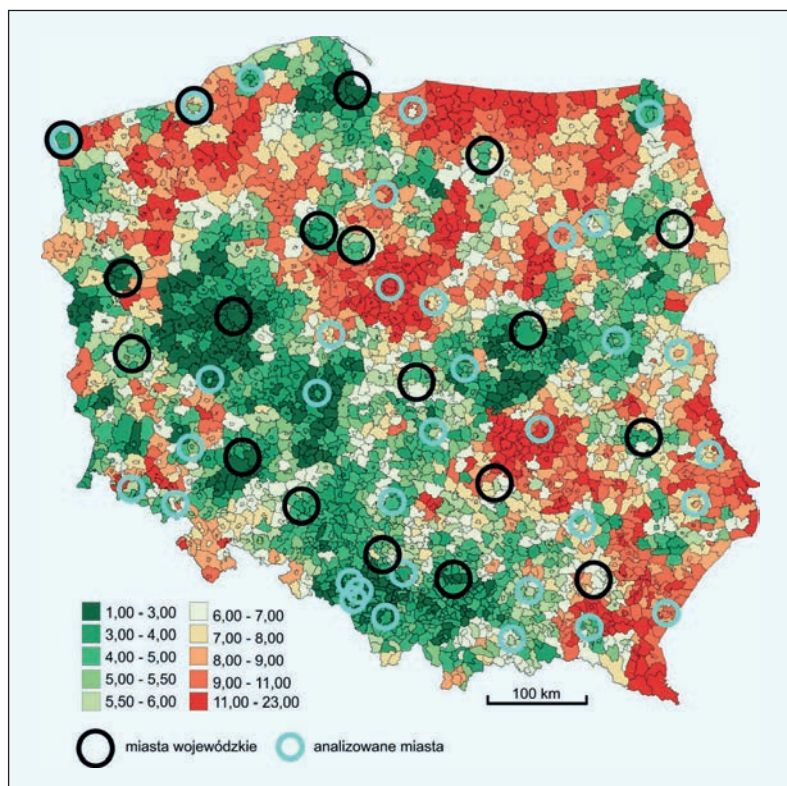 1,00 - 3,00
3,00 - 4,00
4,00 - 5,00
5,00 - 5,50
5,50 - 6,00
6,00 - 7,00
7,00 - 8,00
8,00 - 9,00
9,00 - 11,00
11,00 - 23,00
100 km
miasta wojewódzkie
analizowane miasta